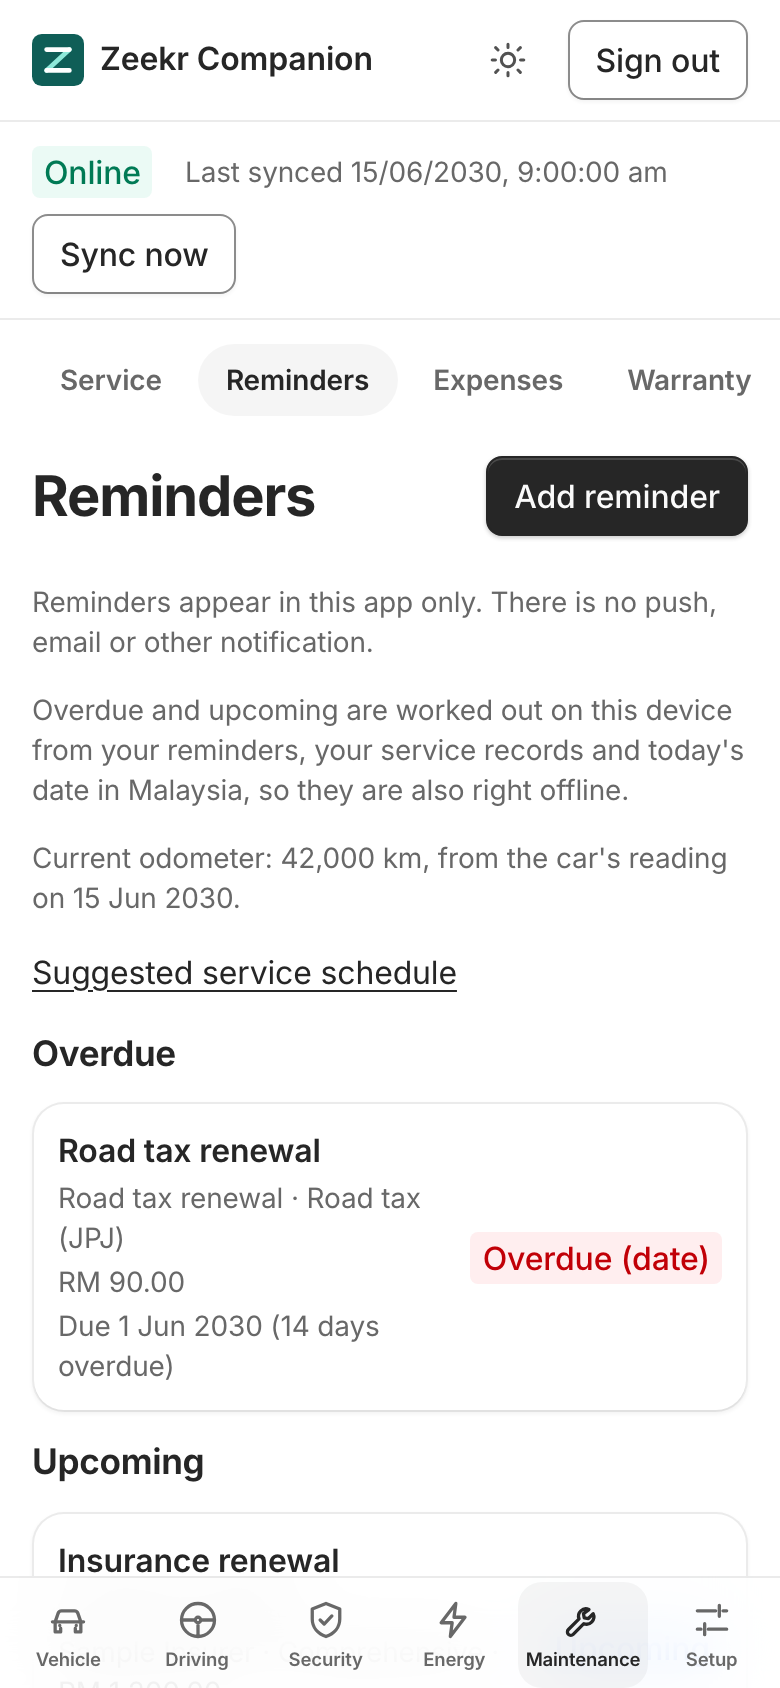 Zeekr Companion
Sign out
Online
Last synced 15/06/2030, 9:00:00 am
Sync now
Service
Reminders
Expenses
Warranty
Reminders
Add reminder
Reminders appear in this app only. There is no push,
email or other notification.
Overdue and upcoming are worked out on this device
from your reminders, your service records and today's
date in Malaysia, so they are also right offline.
Current odometer: 42,000 km, from the car's reading
on 15 Jun 2030.
Suggested service schedule
Overdue
Road tax renewal
Road tax renewal · Road tax
(JPJ)
RM 90.00
Due 1 Jun 2030 (14 days
overdue)
Overdue (date)
Upcoming
Insurance renewal
Vehicle
Driving
Security
Energy
Maintenance
Setup